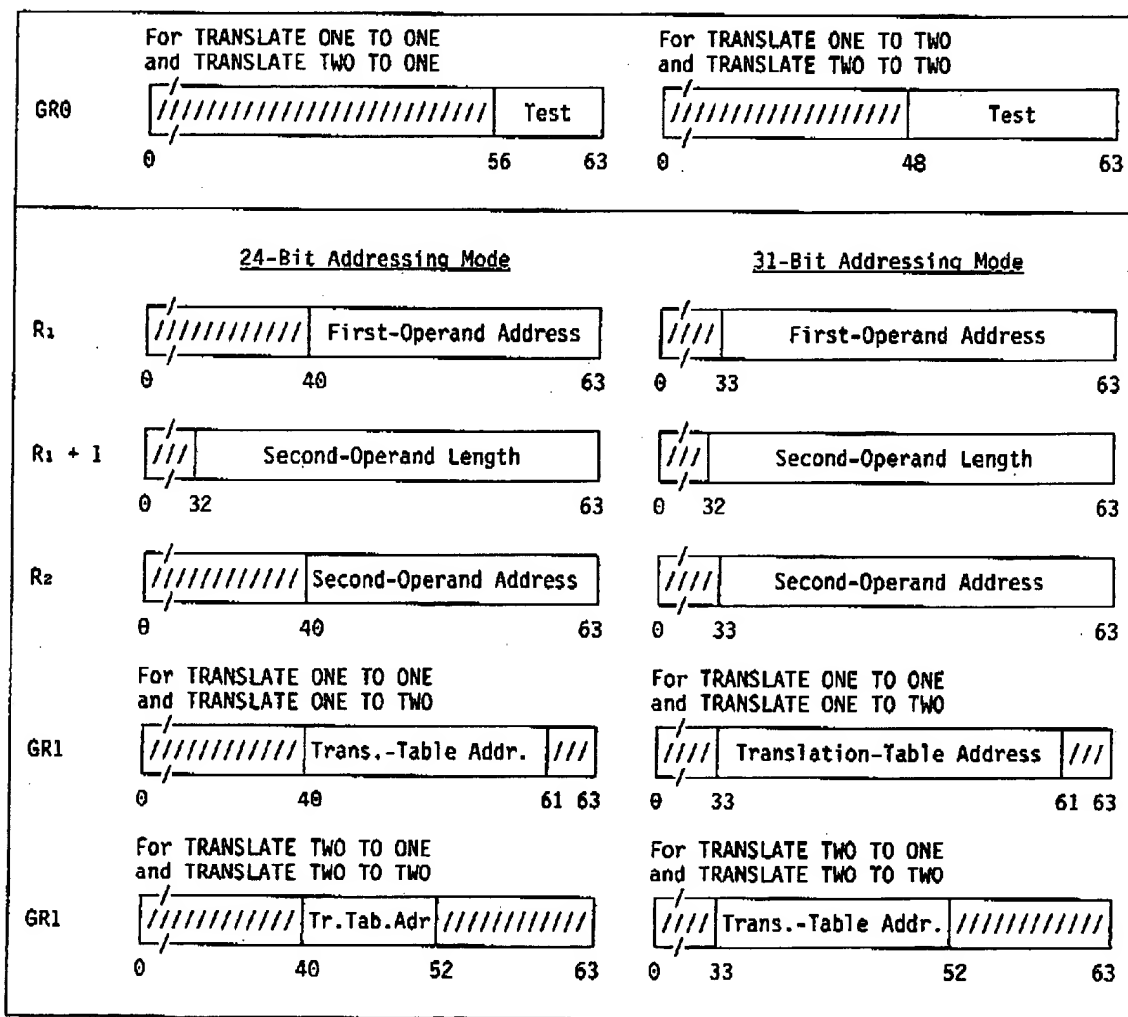 For TRANSLATE ONE TO ONE
and TRANSLATE TWO TO ONE
For TRANSLATE ONE TO TWO
and TRANSLATE TWO TO TWO
GR0
Test
Test
0 56 63
0 48 63
24-Bit Addressing Mode
31-Bit Addressing Mode
R1
First-Operand Address
First-Operand Address
0 40 63
0 33 63
R1 + 1
Second-Operand Length
Second-Operand Length
0 32 63
0 32 63
R2
Second-Operand Address
Second-Operand Address
0 40 63
0 33 63
For TRANSLATE ONE TO ONE
and TRANSLATE ONE TO TWO
For TRANSLATE ONE TO ONE
and TRANSLATE ONE TO TWO
GR1
Trans.-Table Addr.
Translation-Table Address
0 40 61 63
0 33 61 63
For TRANSLATE TWO TO ONE
and TRANSLATE TWO TO TWO
For TRANSLATE TWO TO ONE
and TRANSLATE TWO TO TWO
GR1
Tr.Tab.Adr
Trans.-Table Addr.
0 40 52 63
0 33 52 63